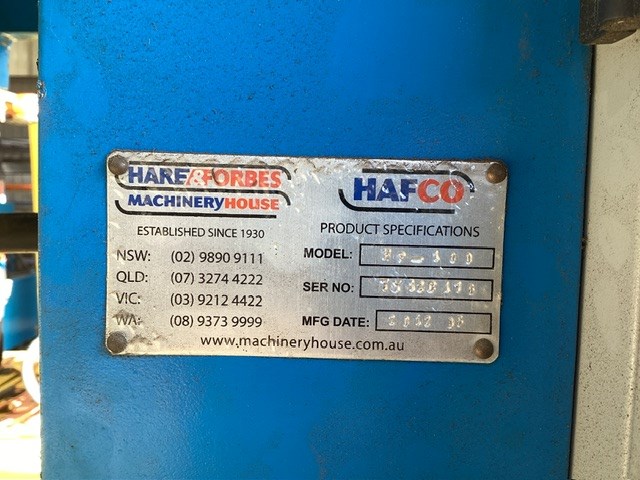 HARE & FORBES
MACHINERYHOUSE
ESTABLISHED SINCE 1930
NSW: (02) 9890 9111
QLD: (07) 3274 4222
VIC: (03) 9212 4422
WA: (08) 9373 9999
HAFCO
PRODUCT SPECIFICATIONS
MODEL:
SER NO:
MFG DATE:
www.machineryhouse.com.au